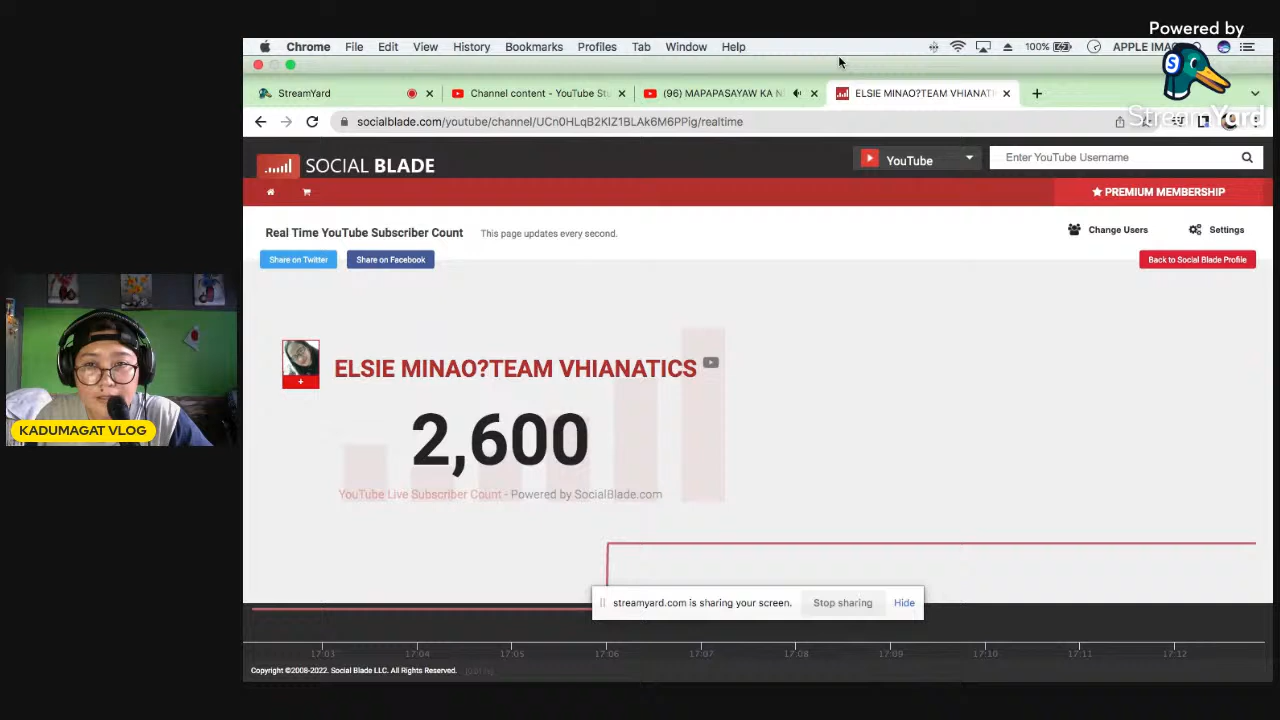 Powered by
StreamYard
Chrome File Edit View History Bookmarks Profiles Tab Window Help
100% APPLE IMAC
StreamYard
Channel content - YouTube Stu
(96) MAPAPASAYAW KA N
ELSIE MINAO?TEAM VHIANAT
socialblade.com/youtube/channel/UCn0HLqB2KIZ1BLAk6M6PPig/realtime
SOCIAL BLADE
YouTube
Enter YouTube Username
PREMIUM MEMBERSHIP
Real Time YouTube Subscriber Count
This page updates every second.
Change Users
Settings
Share on Twitter
Share on Facebook
Back to Social Blade Profile
ELSIE MINAO?TEAM VHIANATICS
2,600
YouTube Live Subscriber Count - Powered by SocialBlade.com
KADUMAGAT VLOG
streamyard.com is sharing your screen.
Stop sharing
Hide
17:03 17:04 17:05 17:06 17:07 17:08 17:09 17:10 17:11 17:12
Copyright ©2008-2022. Social Blade LLC. All Rights Reserved.